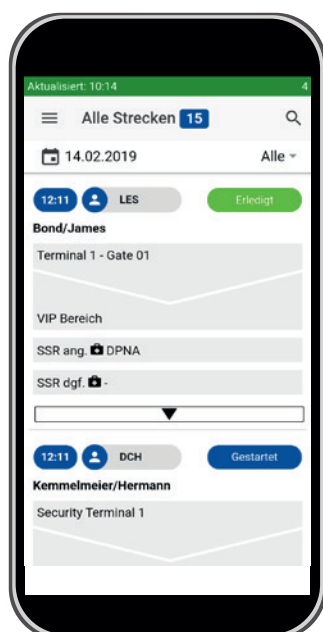 Aktualisiert: 10:14 4
Alle Strecken 15
14.02.2019 Alle
12:11 LES Erledigt
Bond/James
Terminal 1 - Gate 01
VIP Bereich
SSR ang. DPNA
SSR dgf. -
12:11 DCH Gestartet
Kemmelmeier/Hermann
Security Terminal 1